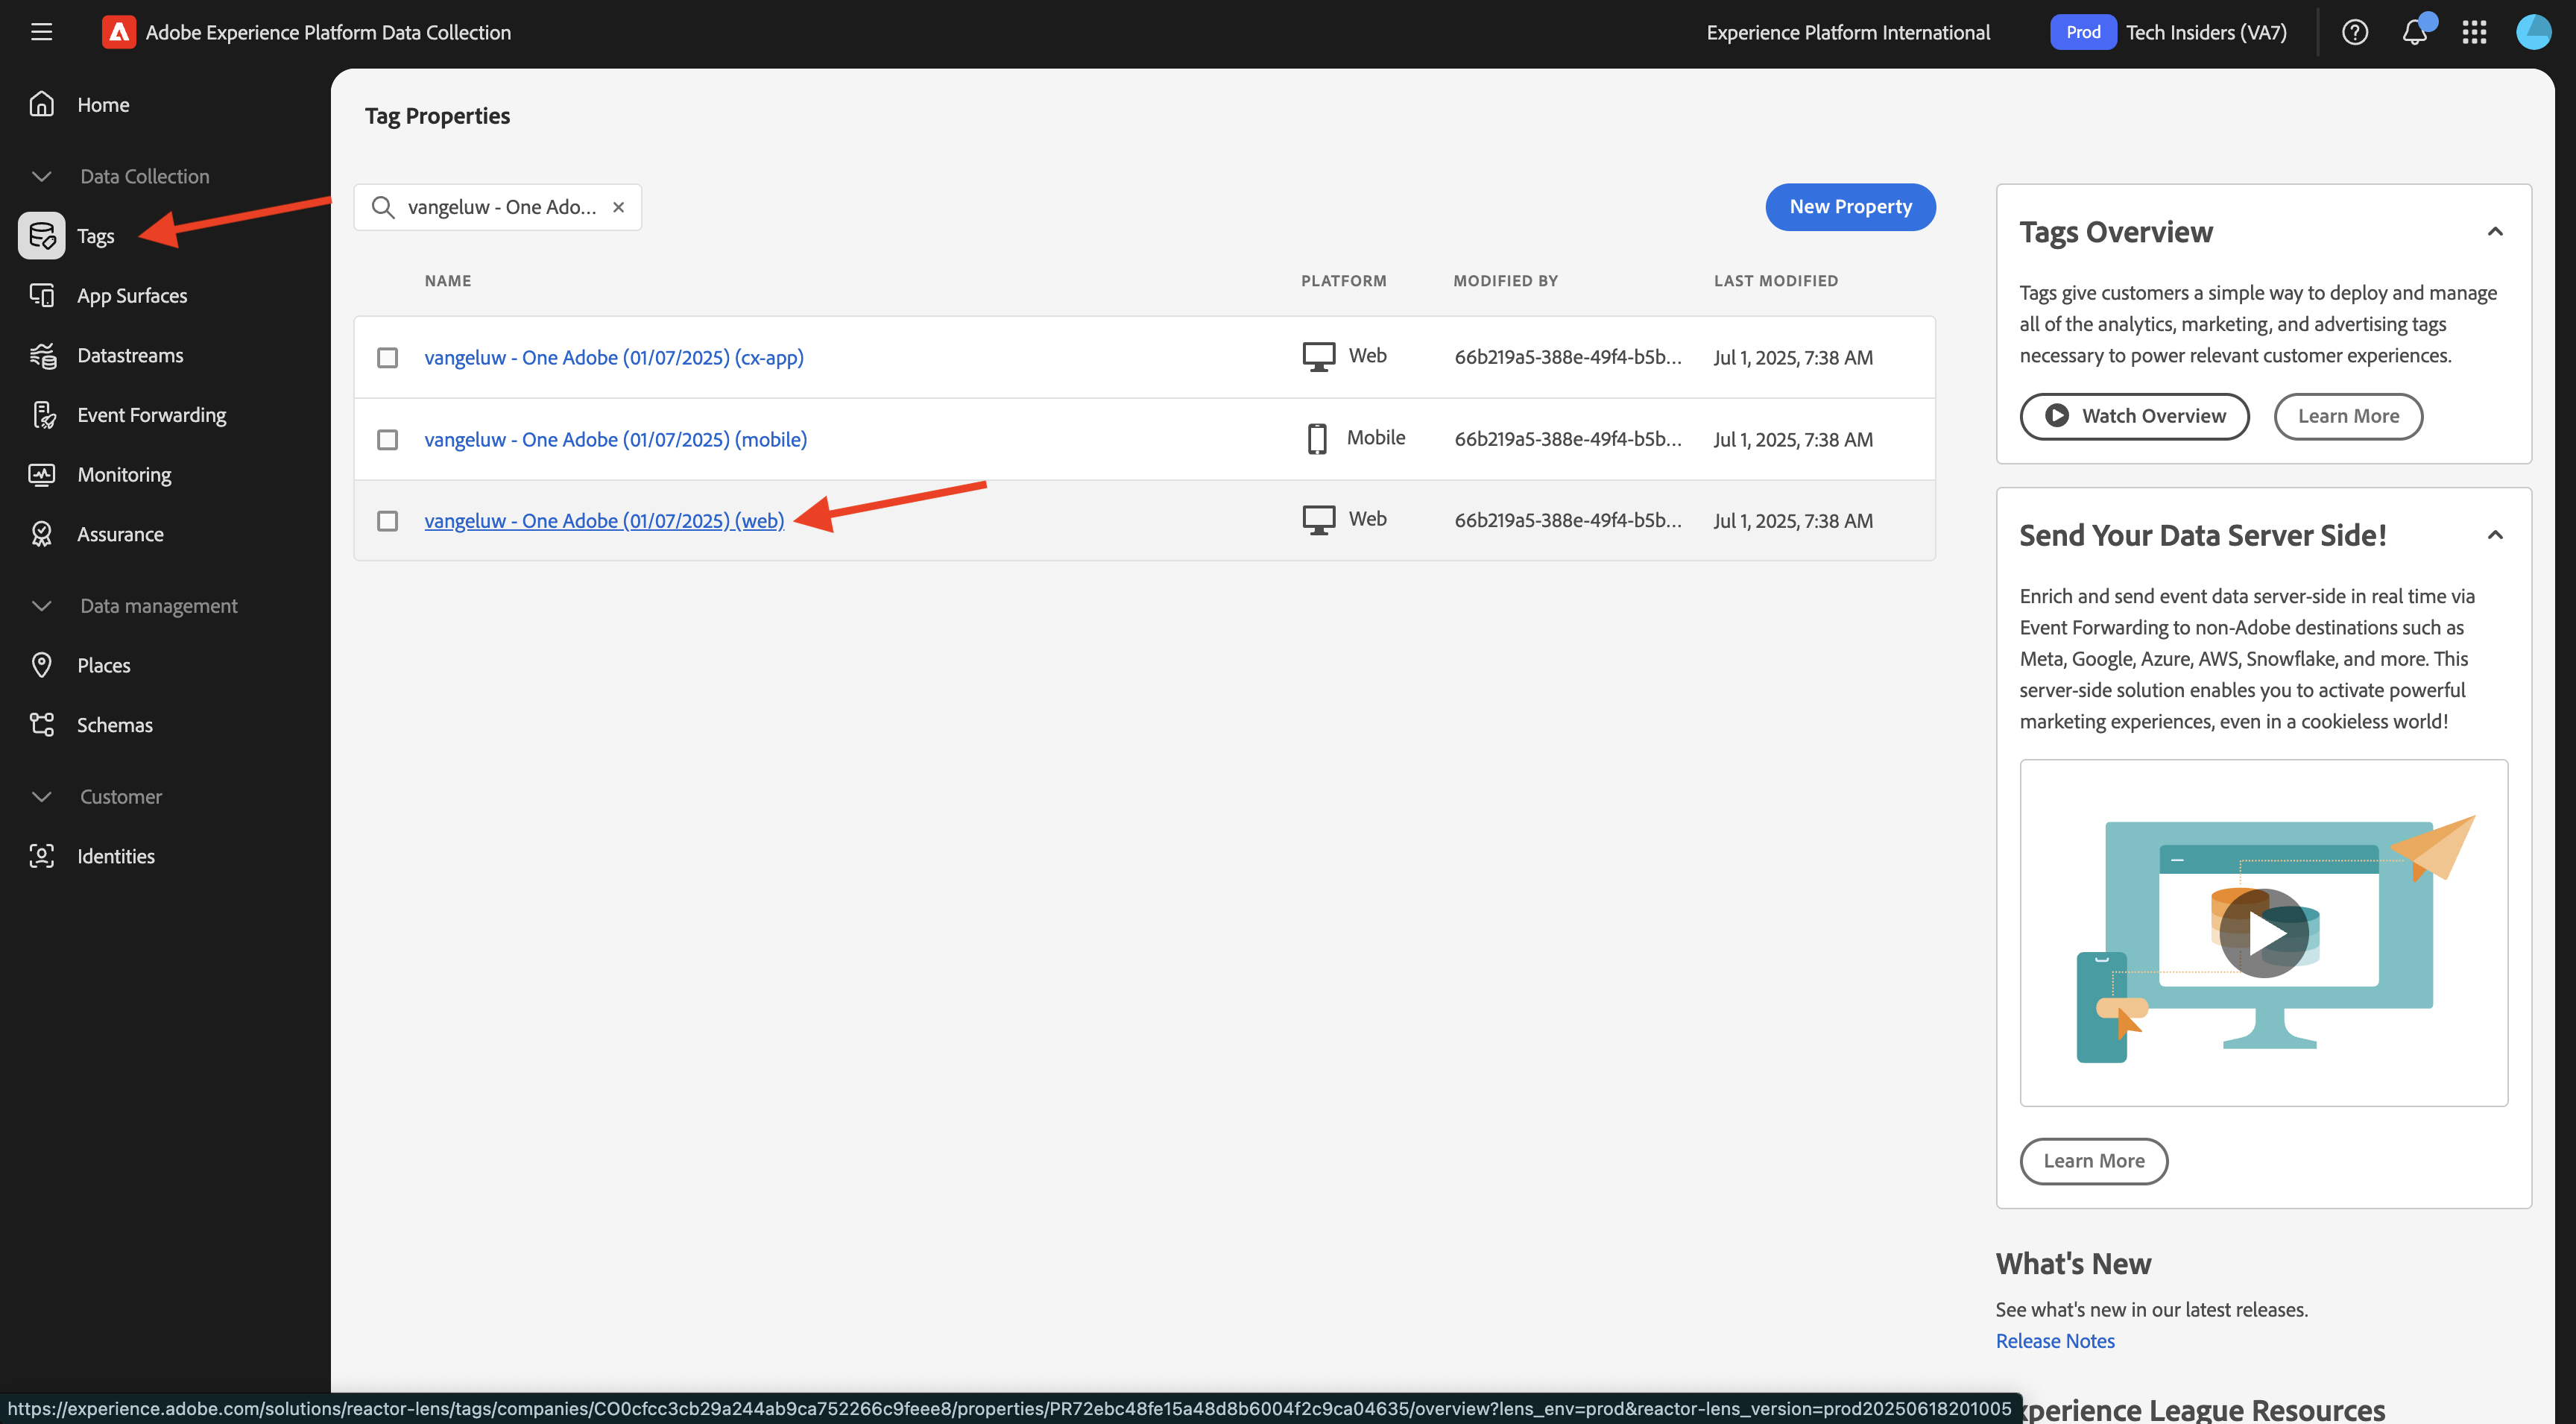 Adobe Experience Platform Data Collection
Experience Platform International
Prod
Tech Insiders (VA7)
Home
Data Collection
Tags
App Surfaces
Datastreams
Event Forwarding
Monitoring
Assurance
Data management
Places
Schemas
Customer
Identities
Tag Properties
vangeluw - One Ado...
New Property
NAME PLATFORM MODIFIED BY LAST MODIFIED
vangeluw - One Adobe (01/07/2025) (cx-app) Web 66b219a5-388e-49f4-b5b... Jul 1, 2025, 7:38 AM
vangeluw - One Adobe (01/07/2025) (mobile) Mobile 66b219a5-388e-49f4-b5b... Jul 1, 2025, 7:38 AM
vangeluw - One Adobe (01/07/2025) (web) Web 66b219a5-388e-49f4-b5b... Jul 1, 2025, 7:38 AM
Tags Overview
Tags give customers a simple way to deploy and manage
all of the analytics, marketing, and advertising tags
necessary to power relevant customer experiences.
Watch Overview
Learn More
Send Your Data Server Side!
Enrich and send event data server-side in real time via
Event Forwarding to non-Adobe destinations such as
Meta, Google, Azure, AWS, Snowflake, and more. This
server-side solution enables you to activate powerful
marketing experiences, even in a cookieless world!
Learn More
What's New
See what's new in our latest releases.
Release Notes
xperience League Resources
https://experience.adobe.com/solutions/reactor-lens/tags/companies/CO0cfcc3cb29a244ab9ca752266c9feee8/properties/PR72ebc48fe15a48d8b6004f2c9ca04635/overview?lens_env=prod&reactor-lens_version=prod20250618201005